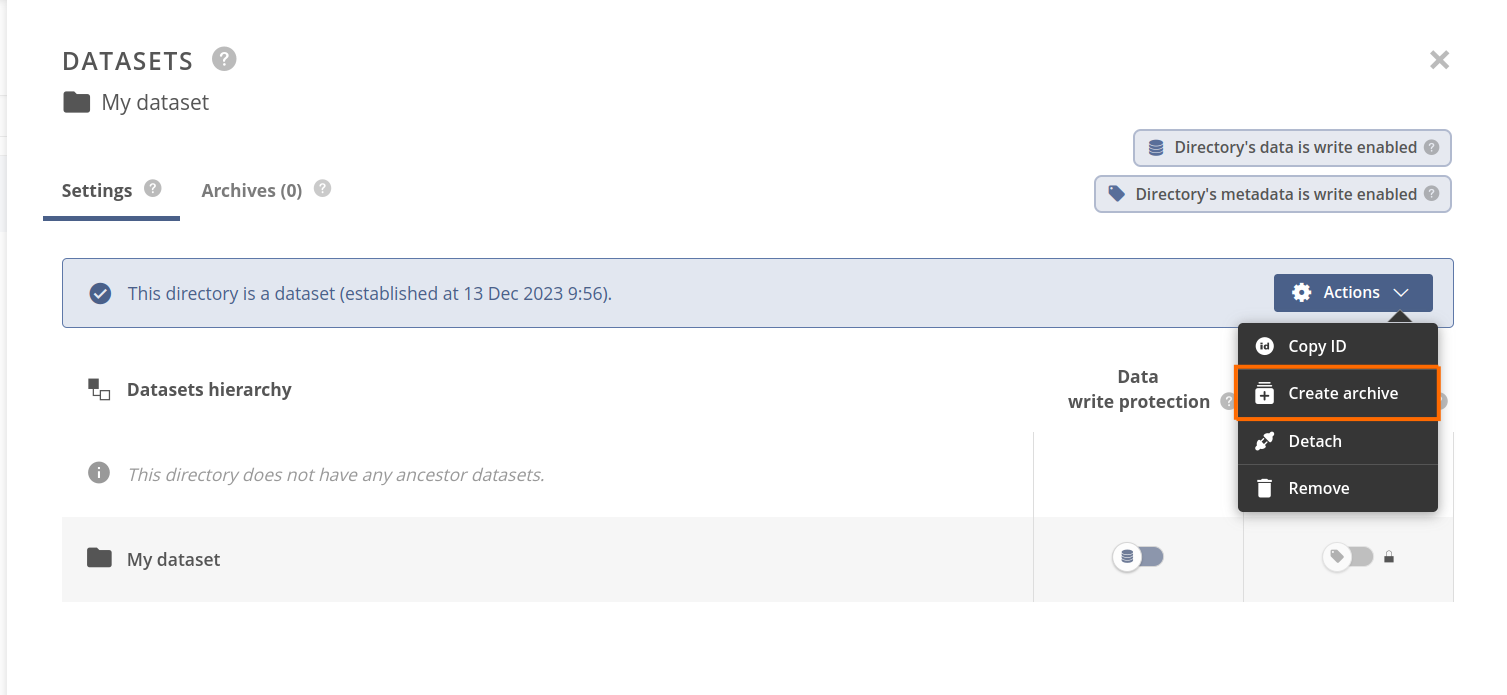 DATASETS ?
My dataset
Directory's data is write enabled ?
Settings ? Archives (0) ?
Directory's metadata is write enabled ?
This directory is a dataset (established at 13 Dec 2023 9:56).
Actions
id Copy ID
Create archive
Detach
Remove
Datasets hierarchy
Data
write protection ?
This directory does not have any ancestor datasets.
My dataset